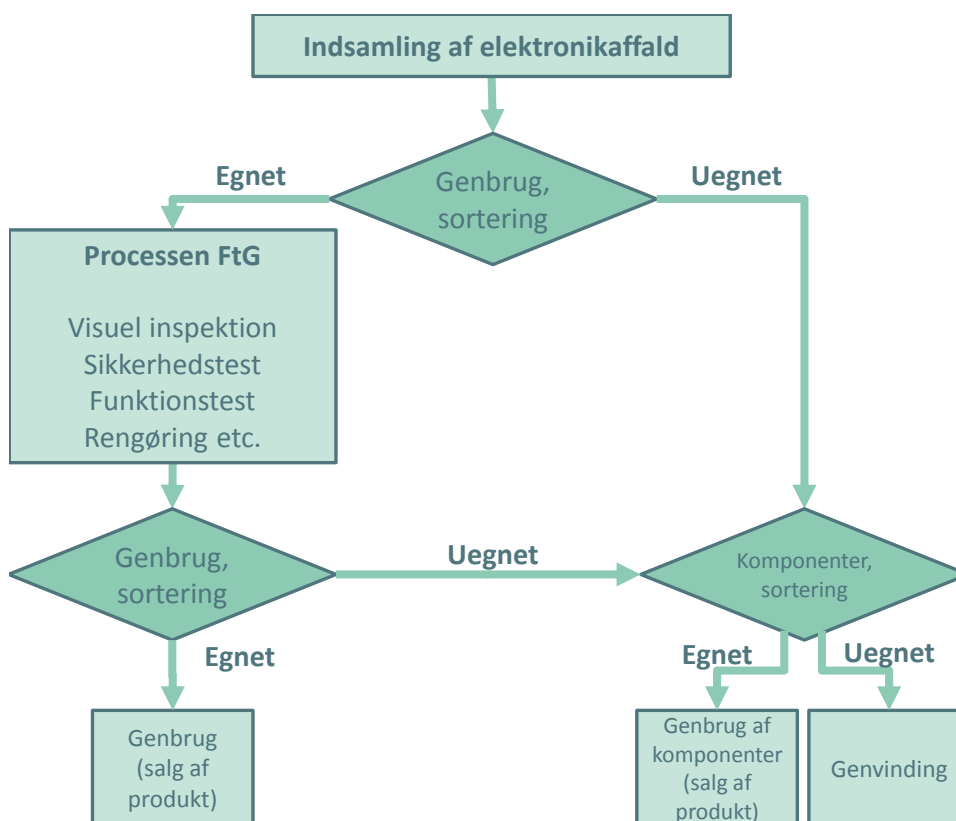 Indsamling af elektronikaffald
Egnet
Uegnet
Genbrug,
sortering
Processen FtG
Visuel inspektion
Sikkerhedstest
Funktionstest
Rengøring etc.
Genbrug,
sortering
Uegnet
Komponenter,
sortering
Egnet
Egnet
Uegnet
Genbrug
(salg af
produkt)
Genbrug af
komponenter
(salg af
produkt)
Genvinding